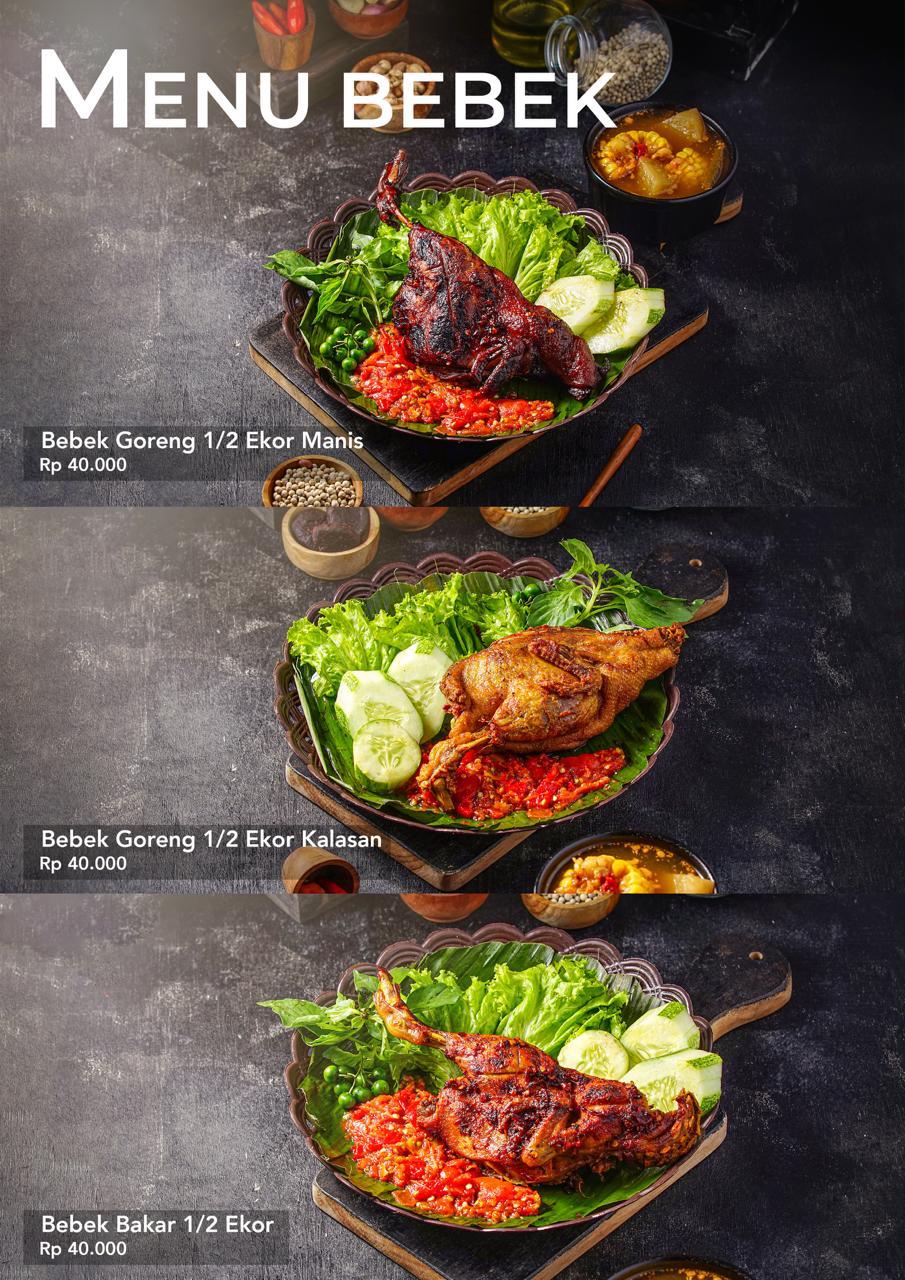 MENU BEBEK
Bebek Goreng 1/2 Ekor Manis
Rp 40.000
Bebek Goreng 1/2 Ekor Kalasan
Rp 40.000
Bebek Bakar 1/2 Ekor
Rp 40.000